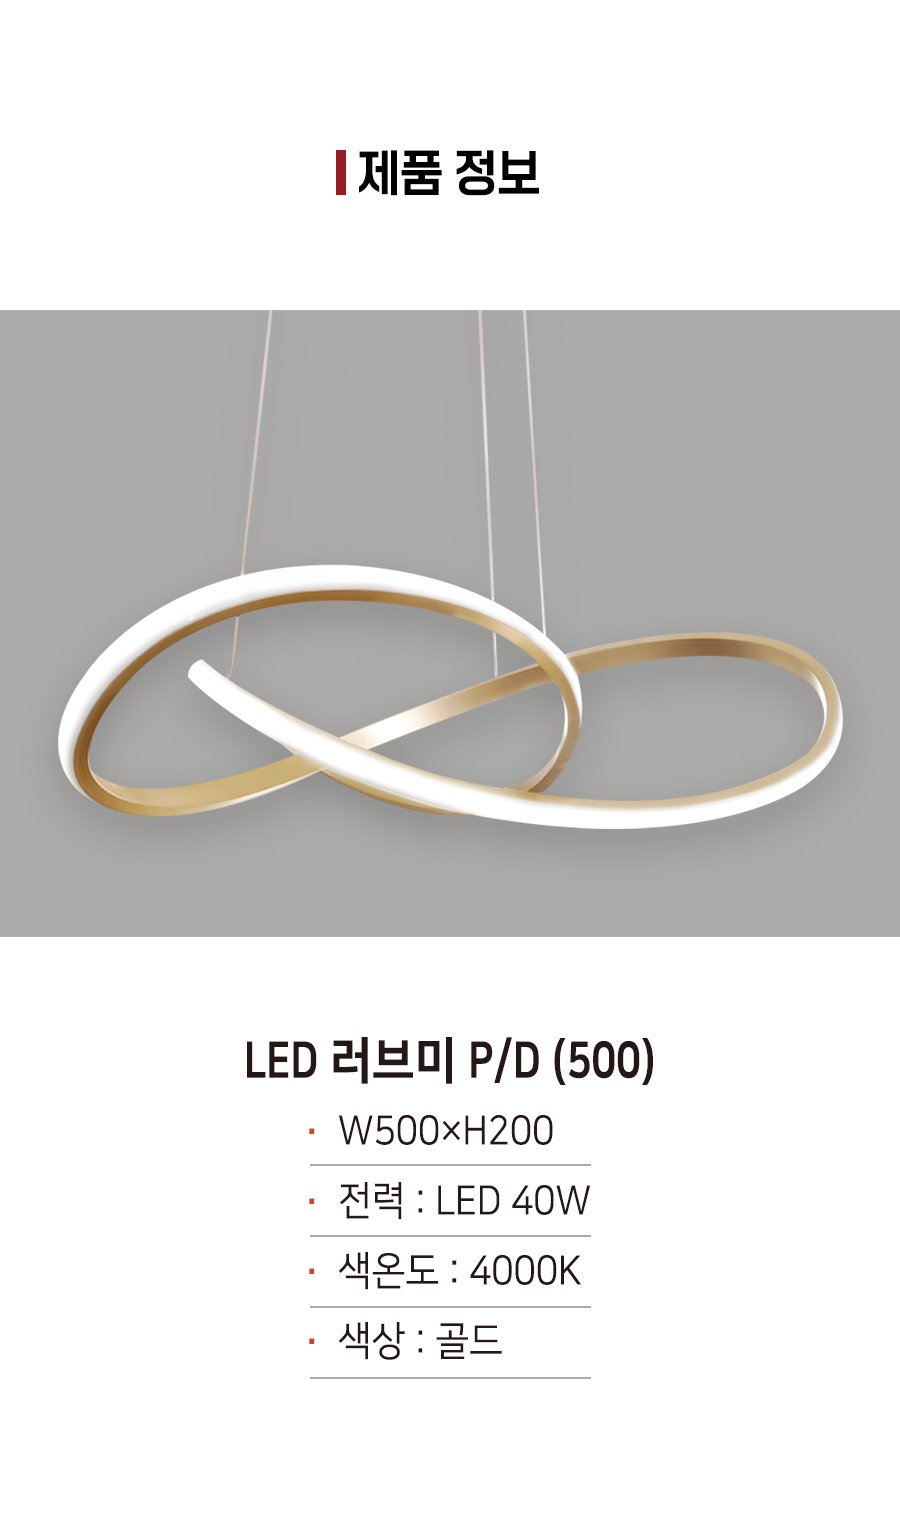 제품 정보
LED 러브미 P/D (500)
· W500×H200
· 전력 : LED 40W
· 색온도 : 4000K
· 색상 : 골드